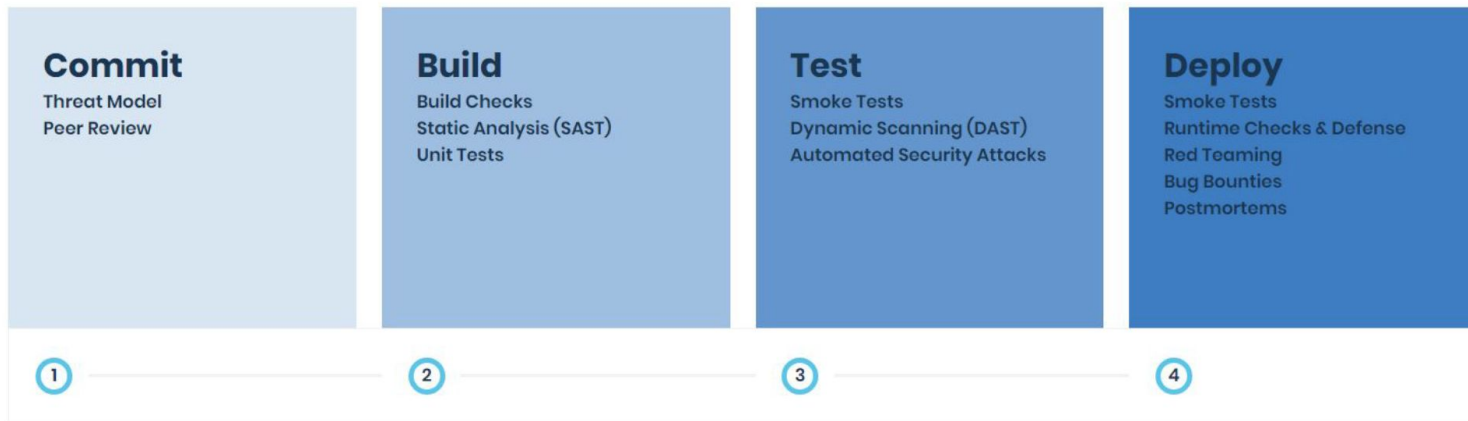 Commit
Threat Model
Peer Review
Build
Build Checks
Static Analysis (SAST)
Unit Tests
Test
Smoke Tests
Dynamic Scanning (DAST)
Automated Security Attacks
Deploy
Smoke Tests
Runtime Checks & Defense
Red Teaming
Bug Bounties
Postmortems
1
2
3
4